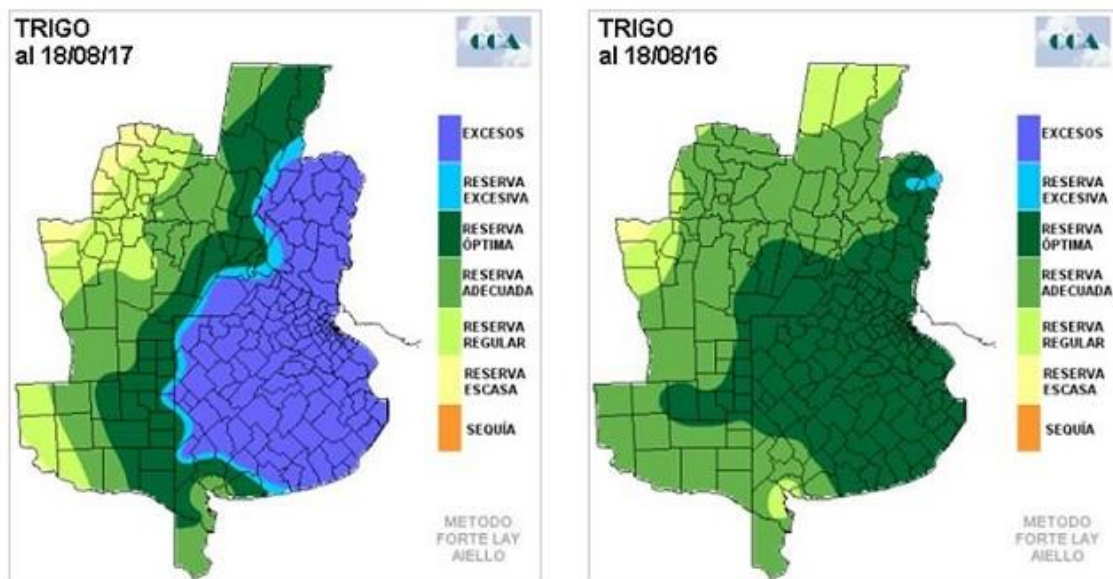 TRIGO
al 18/08/17
CCA
EXCESOS
RESERVA
EXCESIVA
RESERVA
ÓPTIMA
RESERVA
ADECUADA
RESERVA
REGULAR
RESERVA
ESCASA
SEQUÍA
METODO
FORTE LAY
AIELLO
TRIGO
al 18/08/16
CCA
EXCESOS
RESERVA
EXCESIVA
RESERVA
ÓPTIMA
RESERVA
ADECUADA
RESERVA
REGULAR
RESERVA
ESCASA
SEQUÍA
METODO
FORTE LAY
AIELLO